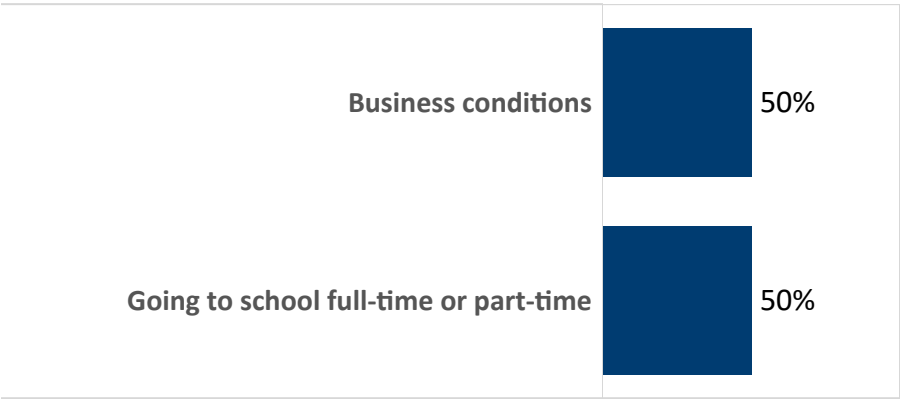 Business conditions 50%
Going to school full-time or part-time 50%